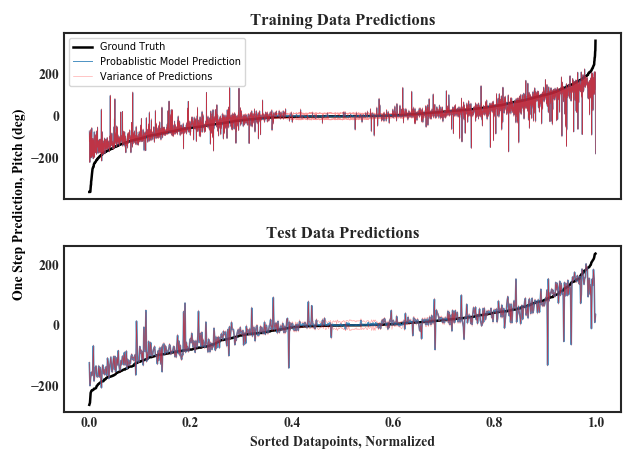 Training Data Predictions
Ground Truth
Probablistic Model Prediction
Variance of Predictions
200
0
−200
One Step Prediction, Pitch (deg)
Test Data Predictions
200
0
−200
0.0 0.2 0.4 0.6 0.8 1.0
Sorted Datapoints, Normalized